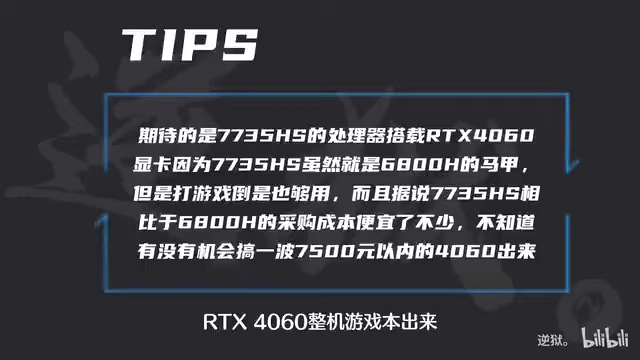 TIPS
期待的是7735HS的处理器搭载RTX4060
显卡因为7735HS虽然就是6800H的马甲，
但是打游戏倒是也够用，而且据说7735HS相
比于6800H的采购成本便宜了不少，不知道
有没有机会搞一波7500元以内的4060出来
RTX 4060整机游戏本出来
逆狱。 bilibili